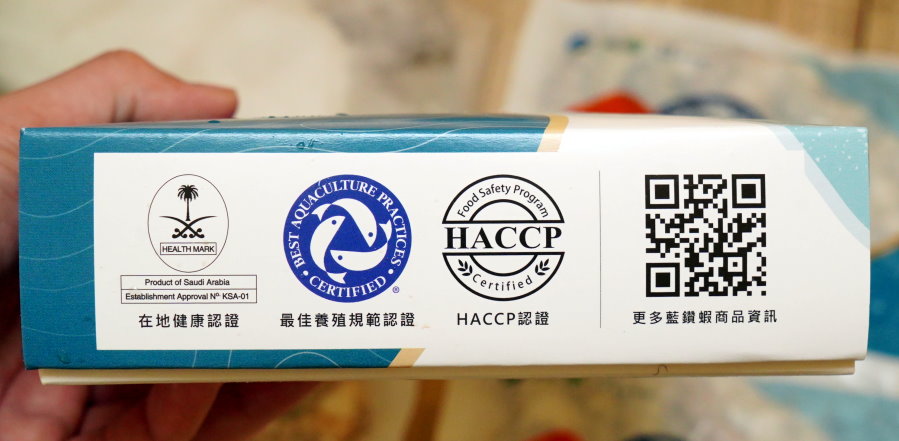 HEALTH MARK
Product of Saudi Arabia
Establishment Approval Nº KSA-01
在地健康認證
BEST AQUACULTURE PRACTICES
CERTIFIED
®
最佳養殖規範認證
Food Safety Program
HACCP
Certified
HACCP認證
更多藍鑽蝦商品資訊